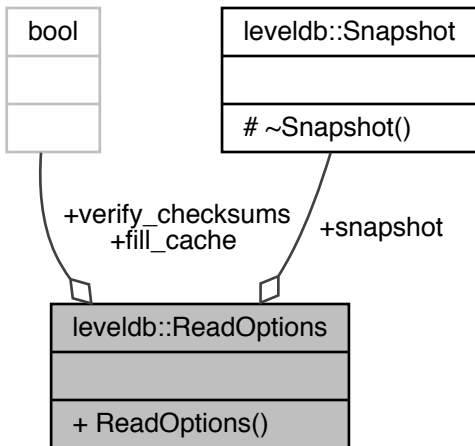 bool
leveldb::Snapshot
# ~Snapshot()
+verify_checksums
+fill_cache
+snapshot
leveldb::ReadOptions
+ ReadOptions()